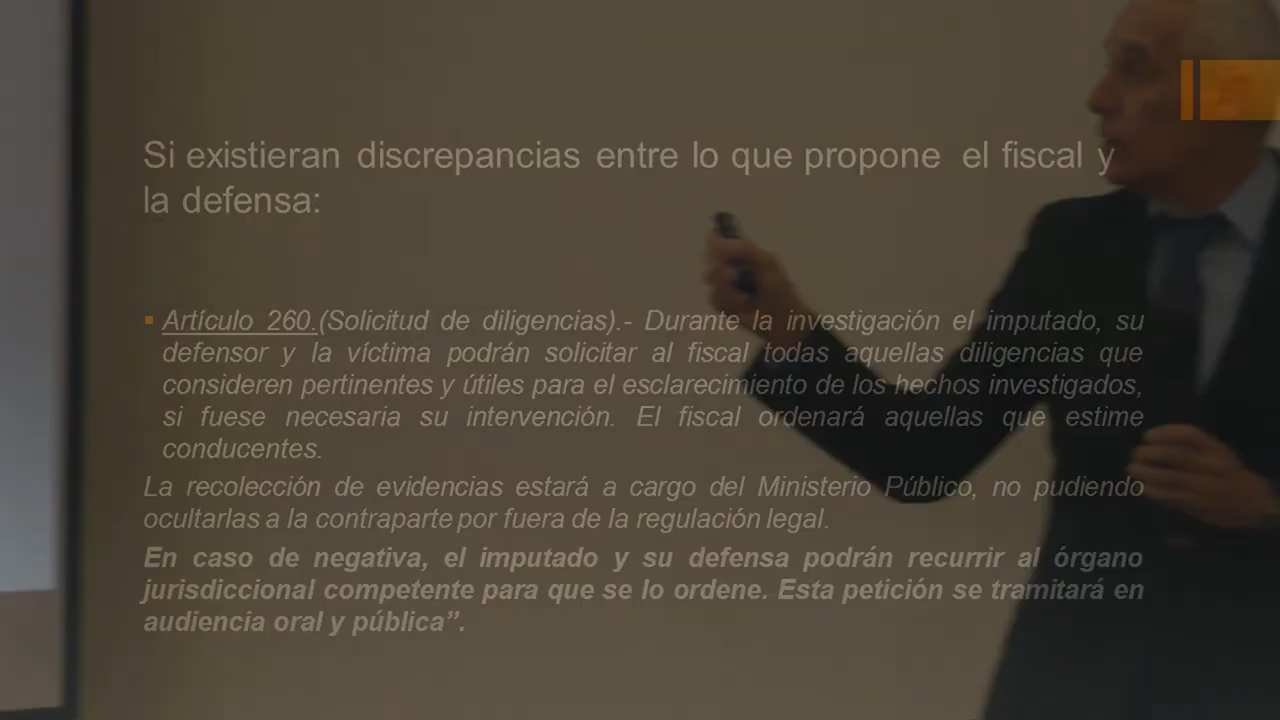 Si existieran discrepancias entre lo que propone el fiscal y
la defensa:
Artículo 260.(Solicitud de diligencias).- Durante la investigación el imputado, su
defensor y la víctima podrán solicitar al fiscal todas aquellas diligencias que
consideren pertinentes y útiles para el esclarecimiento de los hechos investigados,
si fuese necesaria su intervención. El fiscal ordenará aquellas que estime
conducentes.
La recolección de evidencias estará a cargo del Ministerio Público, no pudiendo
ocultarlas a la contraparte por fuera de la regulación legal.
En caso de negativa, el imputado y su defensa podrán recurrir al órgano
jurisdiccional competente para que se lo ordene. Esta petición se tramitará en
audiencia oral y pública”.